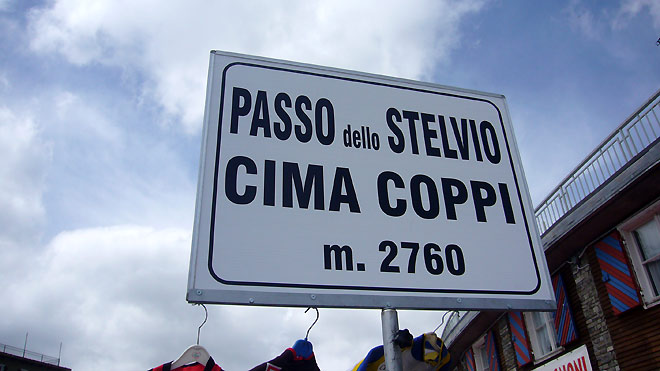 PASSO dello STELVIO
CIMA COPPI
m. 2760